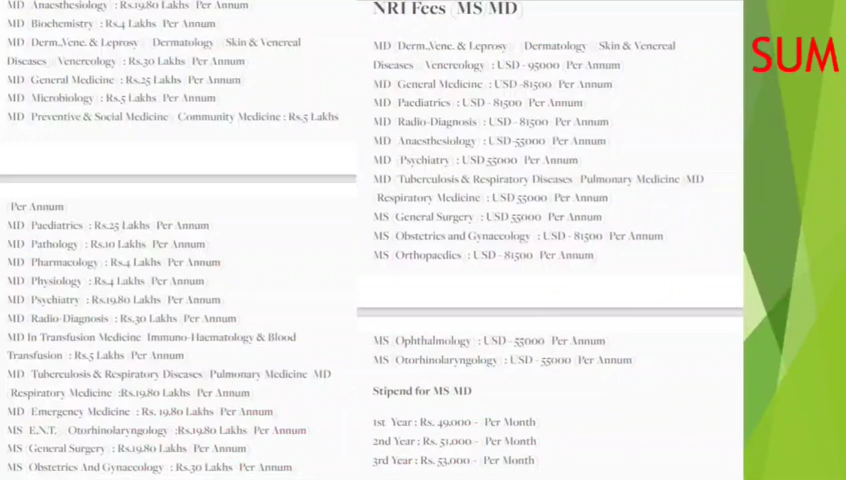 MD Anaesthesiology : Rs.19.80 Lakhs Per Annum
MD Biochemistry : Rs.4 Lakhs Per Annum
MD Derm.,Vene. & Leprosy Dermatology Skin & Venereal
Diseases Venereology : Rs.30 Lakhs Per Annum
MD General Medicine : Rs.25 Lakhs Per Annum
MD Microbiology : Rs.5 Lakhs Per Annum
MD Preventive & Social Medicine Community Medicine : Rs.5 Lakhs
Per Annum
MD Paediatrics : Rs.25 Lakhs Per Annum
MD Pathology : Rs.10 Lakhs Per Annum
MD Pharmacology : Rs.4 Lakhs Per Annum
MD Physiology : Rs.4 Lakhs Per Annum
MD Psychiatry : Rs.19.80 Lakhs Per Annum
MD Radio-Diagnosis : Rs.30 Lakhs Per Annum
MD In Transfusion Medicine Immuno-Haematology & Blood
Transfusion : Rs.5 Lakhs Per Annum
MD Tuberculosis & Respiratory Diseases Pulmonary Medicine MD
Respiratory Medicine :Rs.19.80 Lakhs Per Annum
MD Emergency Medicine : Rs. 19.80 Lakhs Per Annum
MS E.N.T. Otorhinolaryngology :Rs.19.80 Lakhs Per Annum
MS General Surgery : Rs.19.80 Lakhs Per Annum
MS Obstetrics And Gynaecology : Rs.30 Lakhs Per Annum
NRI Fees (MS MD)
MD Derm.,Vene. & Leprosy Dermatology Skin & Venereal
Diseases Venereology : USD - 95000 Per Annum
MD General Medicine : USD -81500 Per Annum
MD Paediatrics : USD - 81500 Per Annum
MD Radio-Diagnosis : USD - 81500 Per Annum
MD Anaesthesiology : USD -55000 Per Annum
MD Psychiatry : USD 55000 Per Annum
MD Tuberculosis & Respiratory Diseases Pulmonary Medicine MD
Respiratory Medicine : USD 55000 Per Annum
MS General Surgery : USD 55000 Per Annum
MS Obstetrics and Gynaecology : USD - 81500 Per Annum
MS Orthopaedics : USD - 81500 Per Annum
MS Ophthalmology : USD - 55000 Per Annum
MS Otorhinolaryngology : USD - 55000 Per Annum
Stipend for MS MD
1st Year : Rs. 49,000 - Per Month
2nd Year : Rs. 51,000 - Per Month
3rd Year : Rs. 53,000 - Per Month
SUM